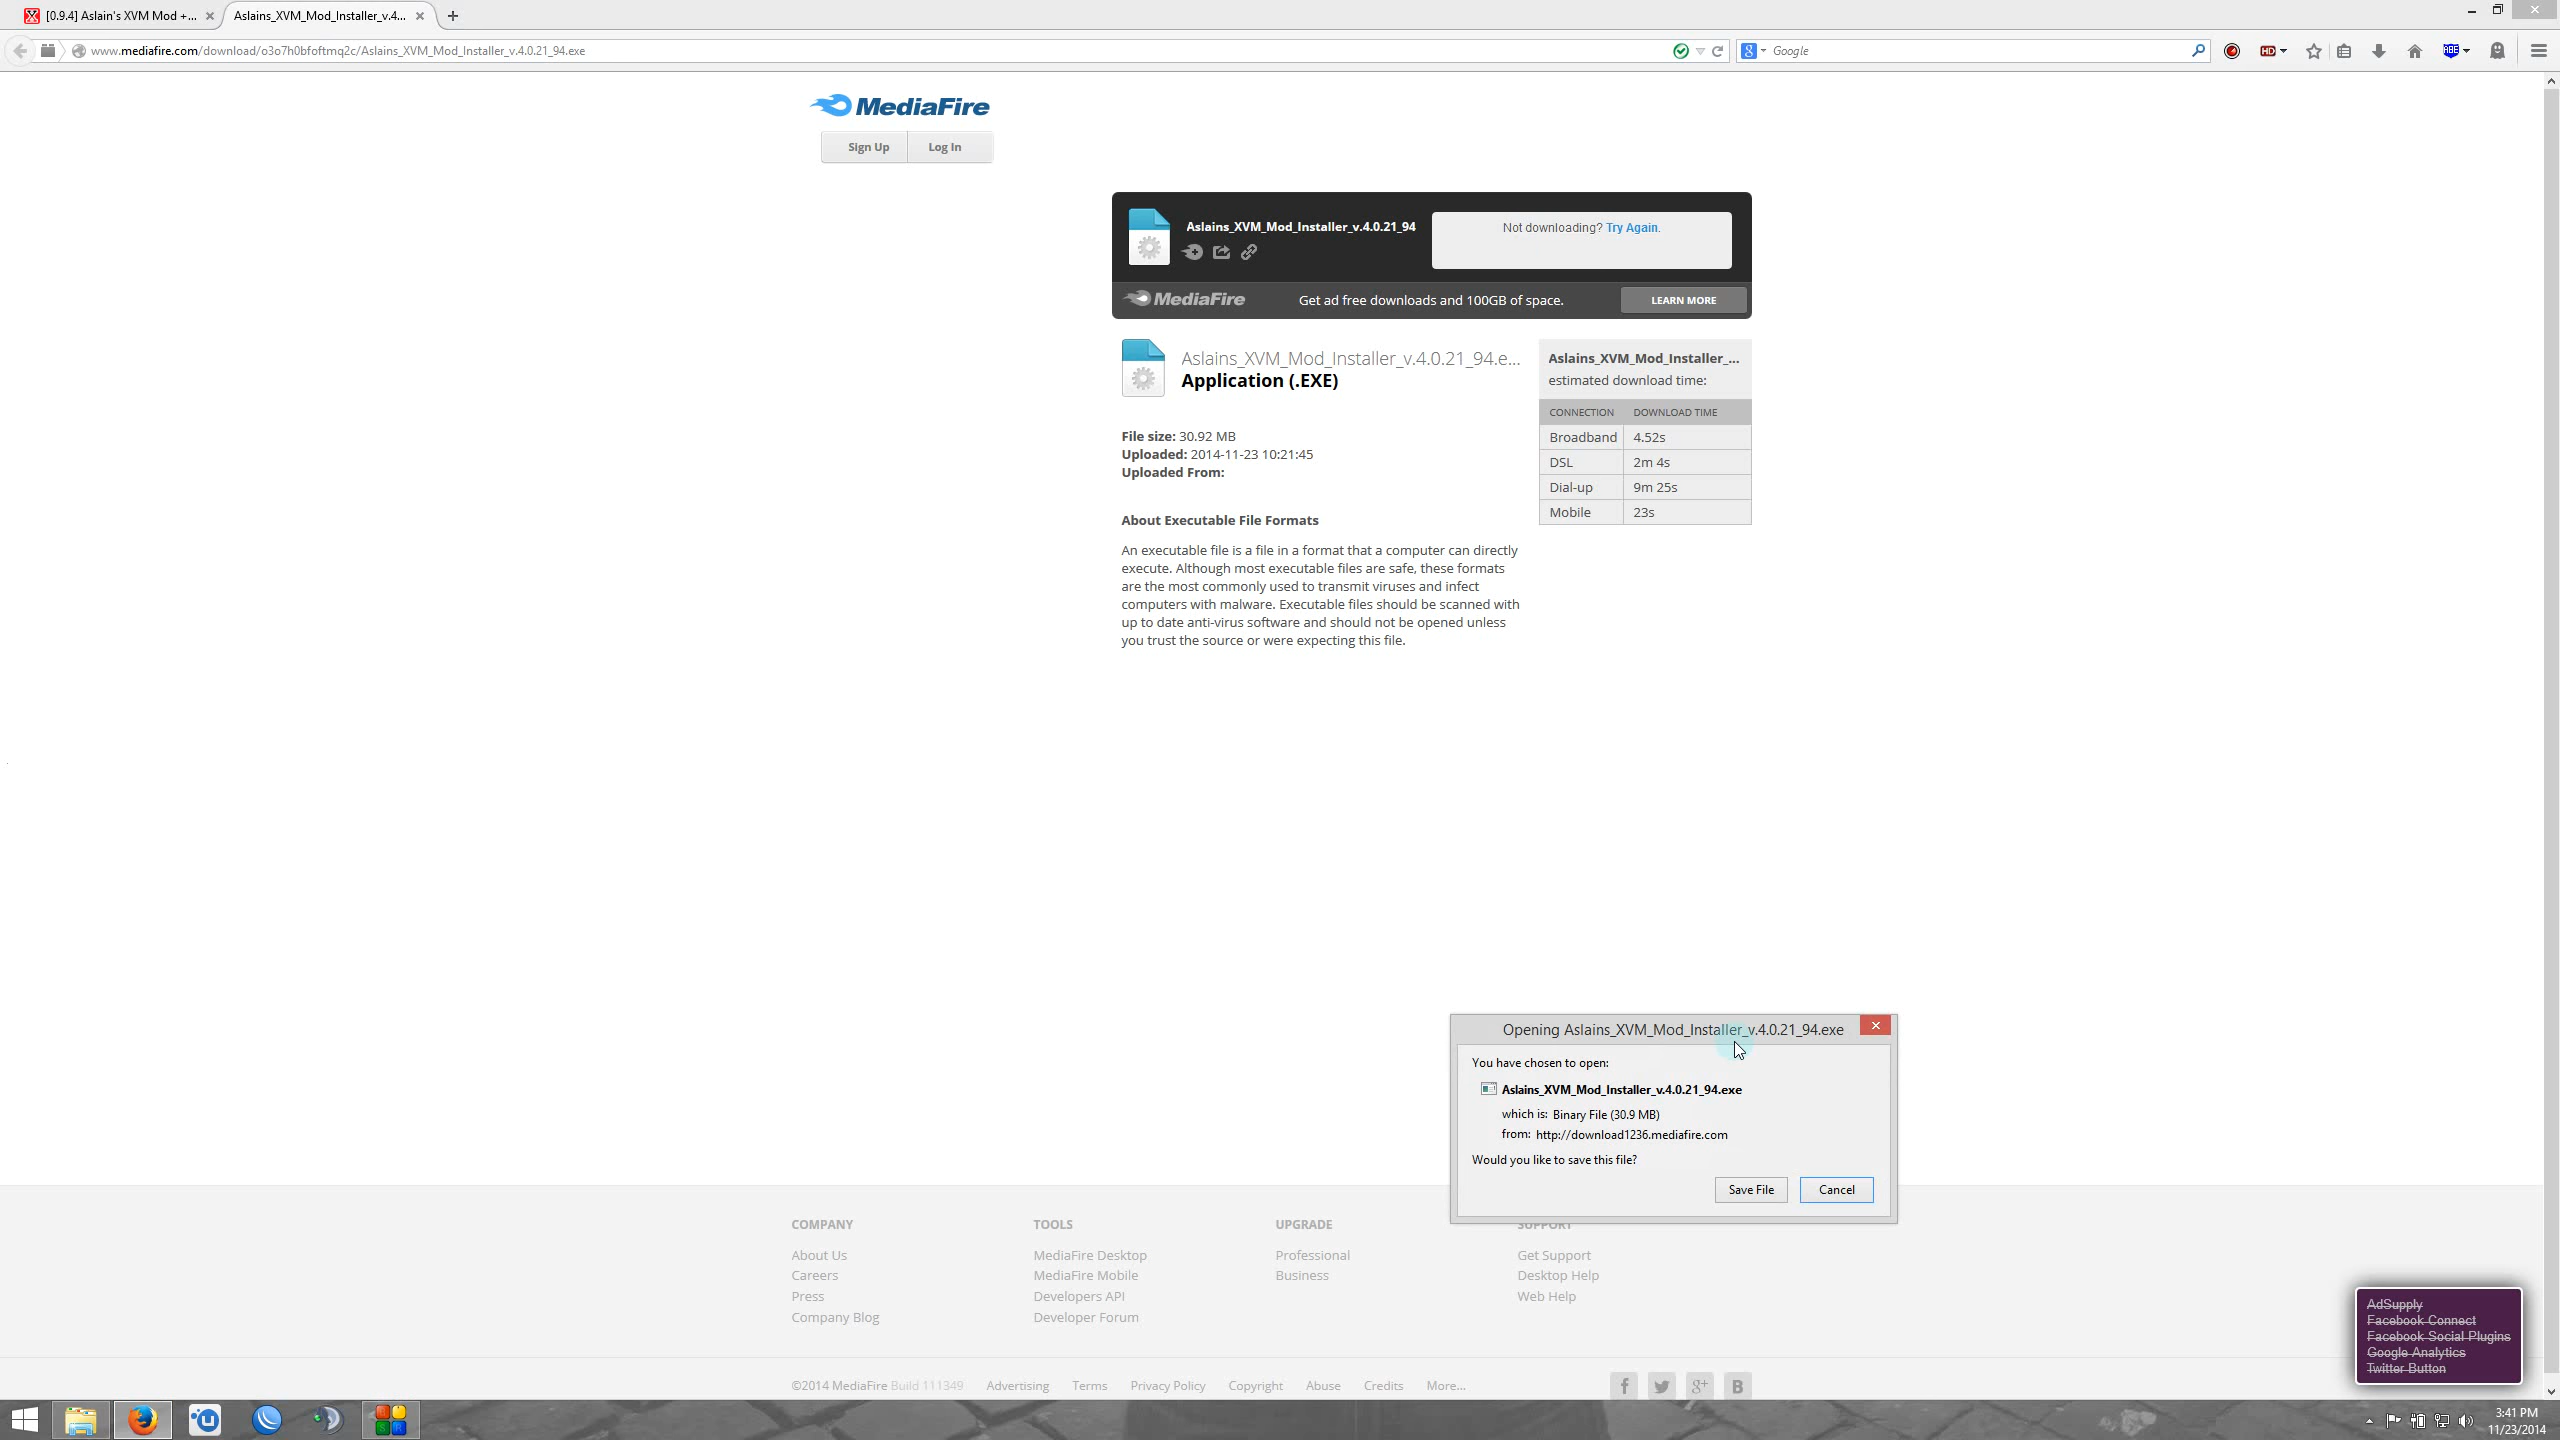 [0.9.4] Aslain's XVM Mod +...
Aslains_XVM_Mod_Installer_v.4...
www.mediafire.com/download/o3o7h0bfoftmq2c/Aslains_XVM_Mod_Installer_v.4.0.21_94.exe
Google
MediaFire
Sign Up
Log In
Aslains_XVM_Mod_Installer_v.4.0.21_94
Not downloading? Try Again.
MediaFire
Get ad free downloads and 100GB of space.
LEARN MORE
Aslains_XVM_Mod_Installer_v.4.0.21_94.e...
Application (.EXE)
File size: 30.92 MB
Uploaded: 2014-11-23 10:21:45
Uploaded From:
About Executable File Formats
An executable file is a file in a format that a computer can directly
execute. Although most executable files are safe, these formats
are the most commonly used to transmit viruses and infect
computers with malware. Executable files should be scanned with
up to date anti-virus software and should not be opened unless
you trust the source or were expecting this file.
Aslains_XVM_Mod_Installer_...
estimated download time:
CONNECTION DOWNLOAD TIME
Broadband 4.52s
DSL 2m 4s
Dial-up 9m 25s
Mobile 23s
Opening Aslains_XVM_Mod_Installer_v.4.0.21_94.exe
You have chosen to open:
Aslains_XVM_Mod_Installer_v.4.0.21_94.exe
which is: Binary File (30.9 MB)
from: http://download1236.mediafire.com
Would you like to save this file?
Save File
Cancel
COMPANY
About Us
Careers
Press
Company Blog
TOOLS
MediaFire Desktop
MediaFire Mobile
Developers API
Developer Forum
UPGRADE
Professional
Business
SUPPORT
Get Support
Desktop Help
Web Help
AdSupply
Facebook Connect
Facebook Social Plugins
Google Analytics
Twitter Button
©2014 MediaFire Build 111349 Advertising Terms Privacy Policy Copyright Abuse Credits More...
3:41 PM
11/23/2014